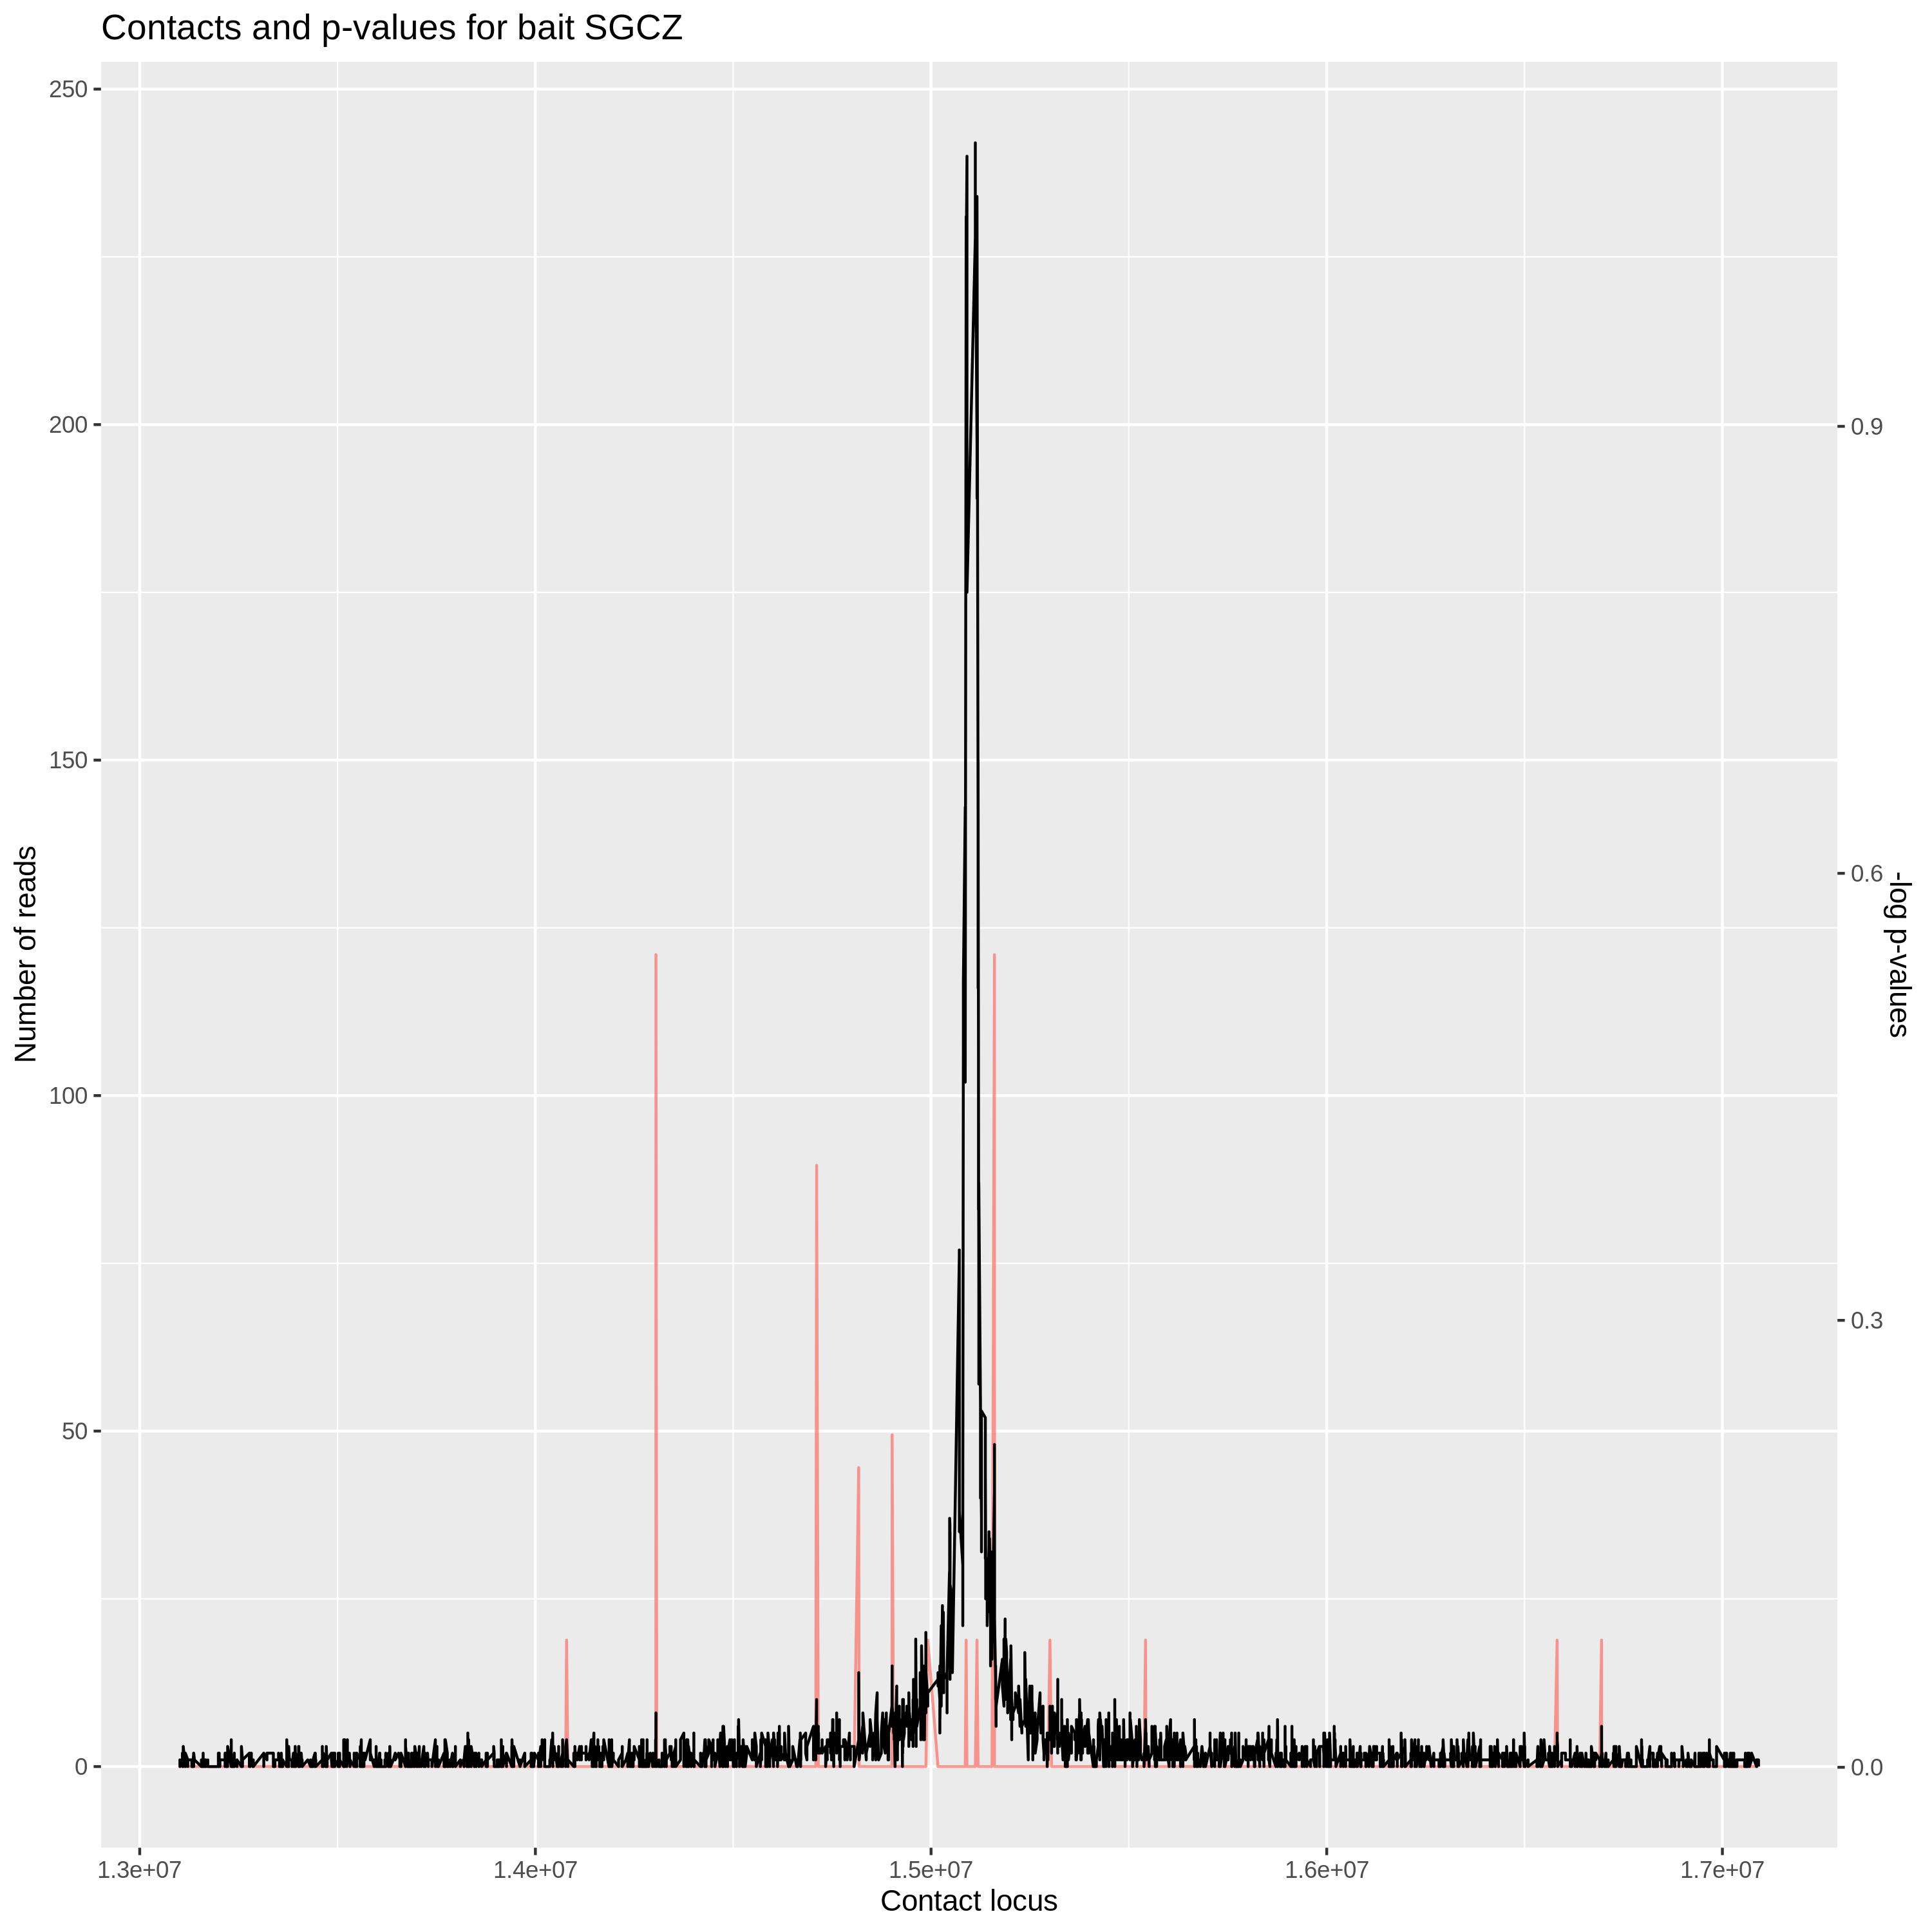 Contacts and p-values for bait SGCZ
250
200
150
100
50
0
Number of reads
0.9
0.6
0.3
0.0
-log p-values
1.3e+07
1.4e+07
1.5e+07
1.6e+07
1.7e+07
Contact locus